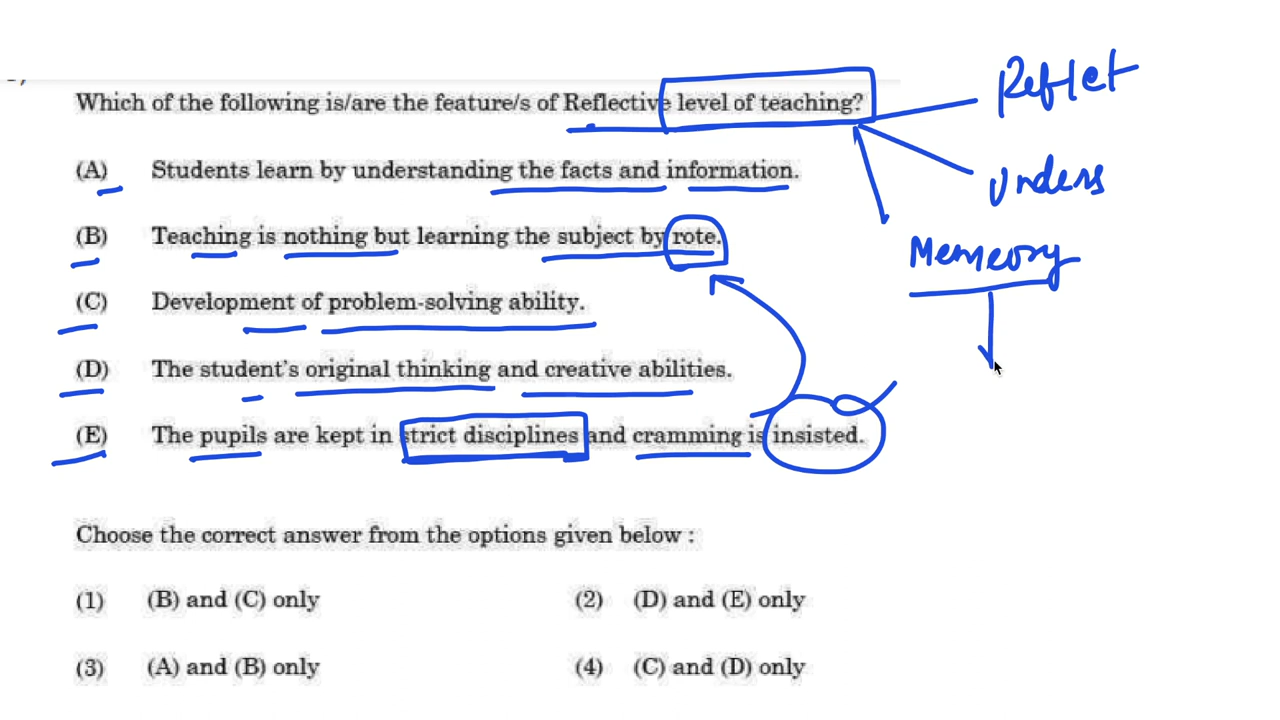 Which of the following is/are the feature/s of Reflective level of teaching?
Reflet
(A) Students learn by understanding the facts and information.
Unders
(B) Teaching is nothing but learning the subject by rote.
Memeory
(C) Development of problem-solving ability.
(D) The student's original thinking and creative abilities.
(E) The pupils are kept in strict disciplines and cramming is insisted.
Choose the correct answer from the options given below :
(1) (B) and (C) only (2) (D) and (E) only
(3) (A) and (B) only (4) (C) and (D) only